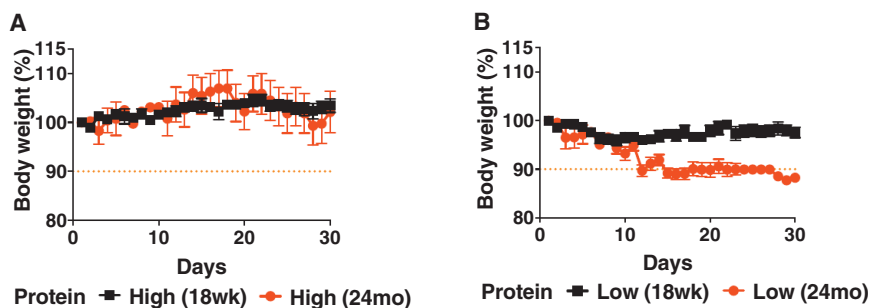 A
B
115
110
100
90
80
Body weight (%)
0
10
20
30
Days
Protein High (18wk) High (24mo)
115
110
100
90
80
Body weight (%)
0
10
20
30
Days
Protein Low (18wk) Low (24mo)